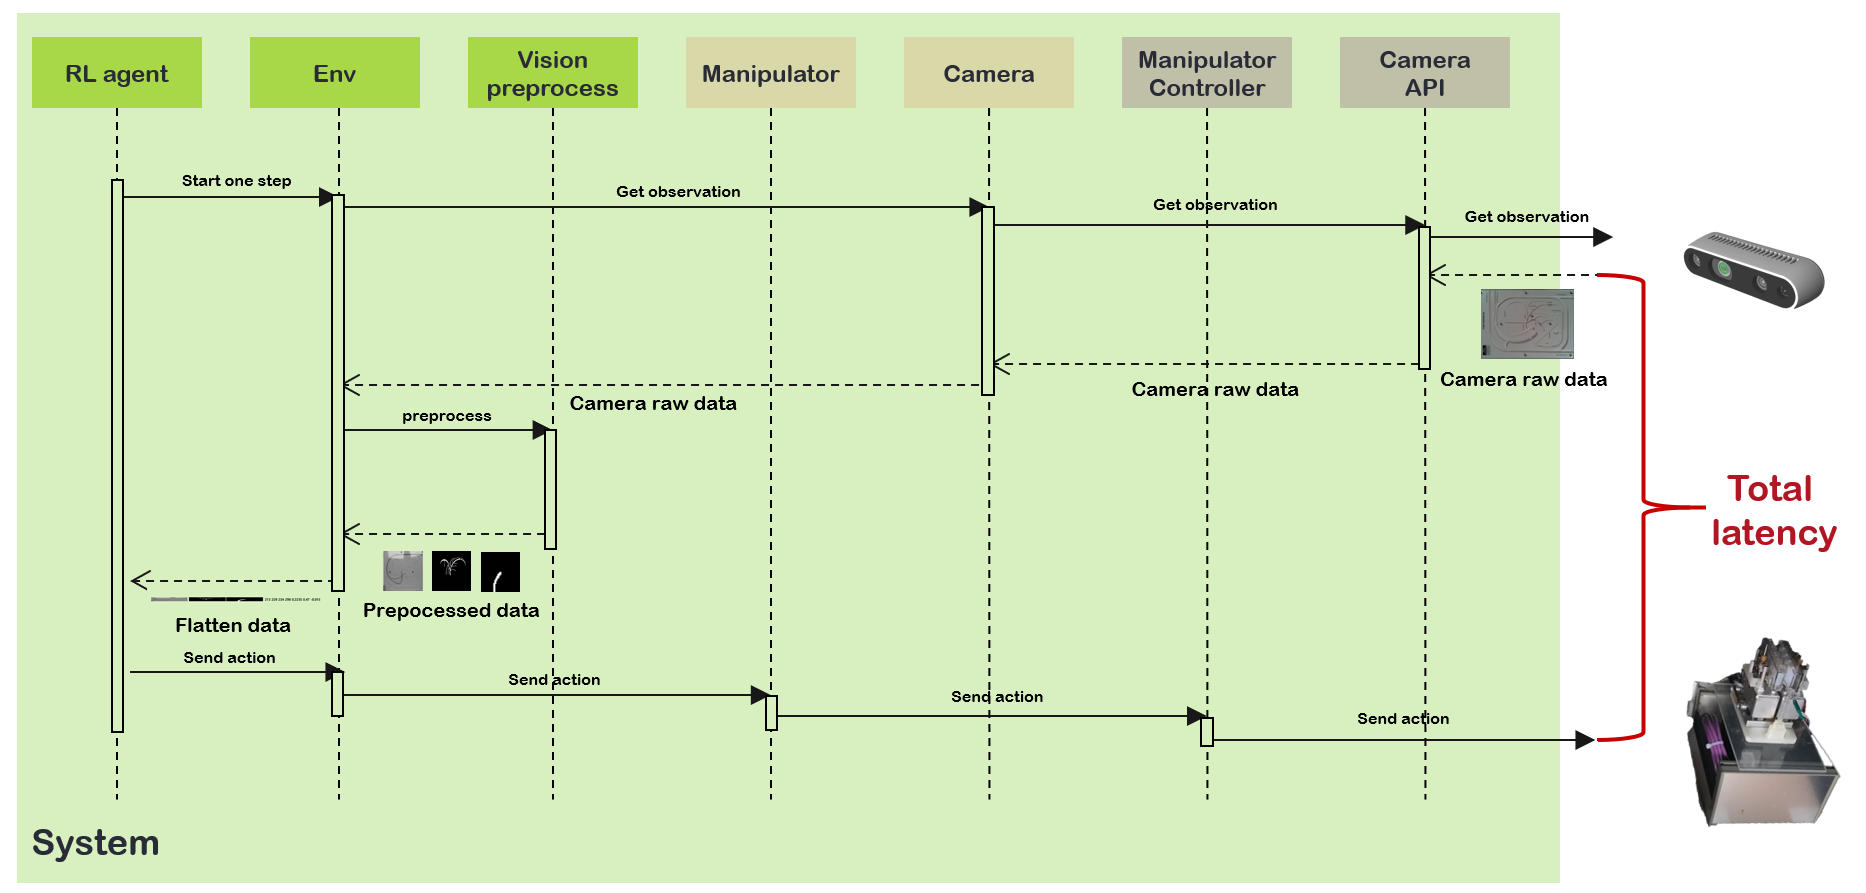 RL agent
Env
Vision
preprocess
Manipulator
Camera
Manipulator
Controller
Camera
API
Start one step
Get observation
Get observation
Get observation
Camera raw data
Camera raw data
Camera raw data
preprocess
Prepocessed data
Flatten data
Send action
Send action
Send action
Send action
Total
latency
System